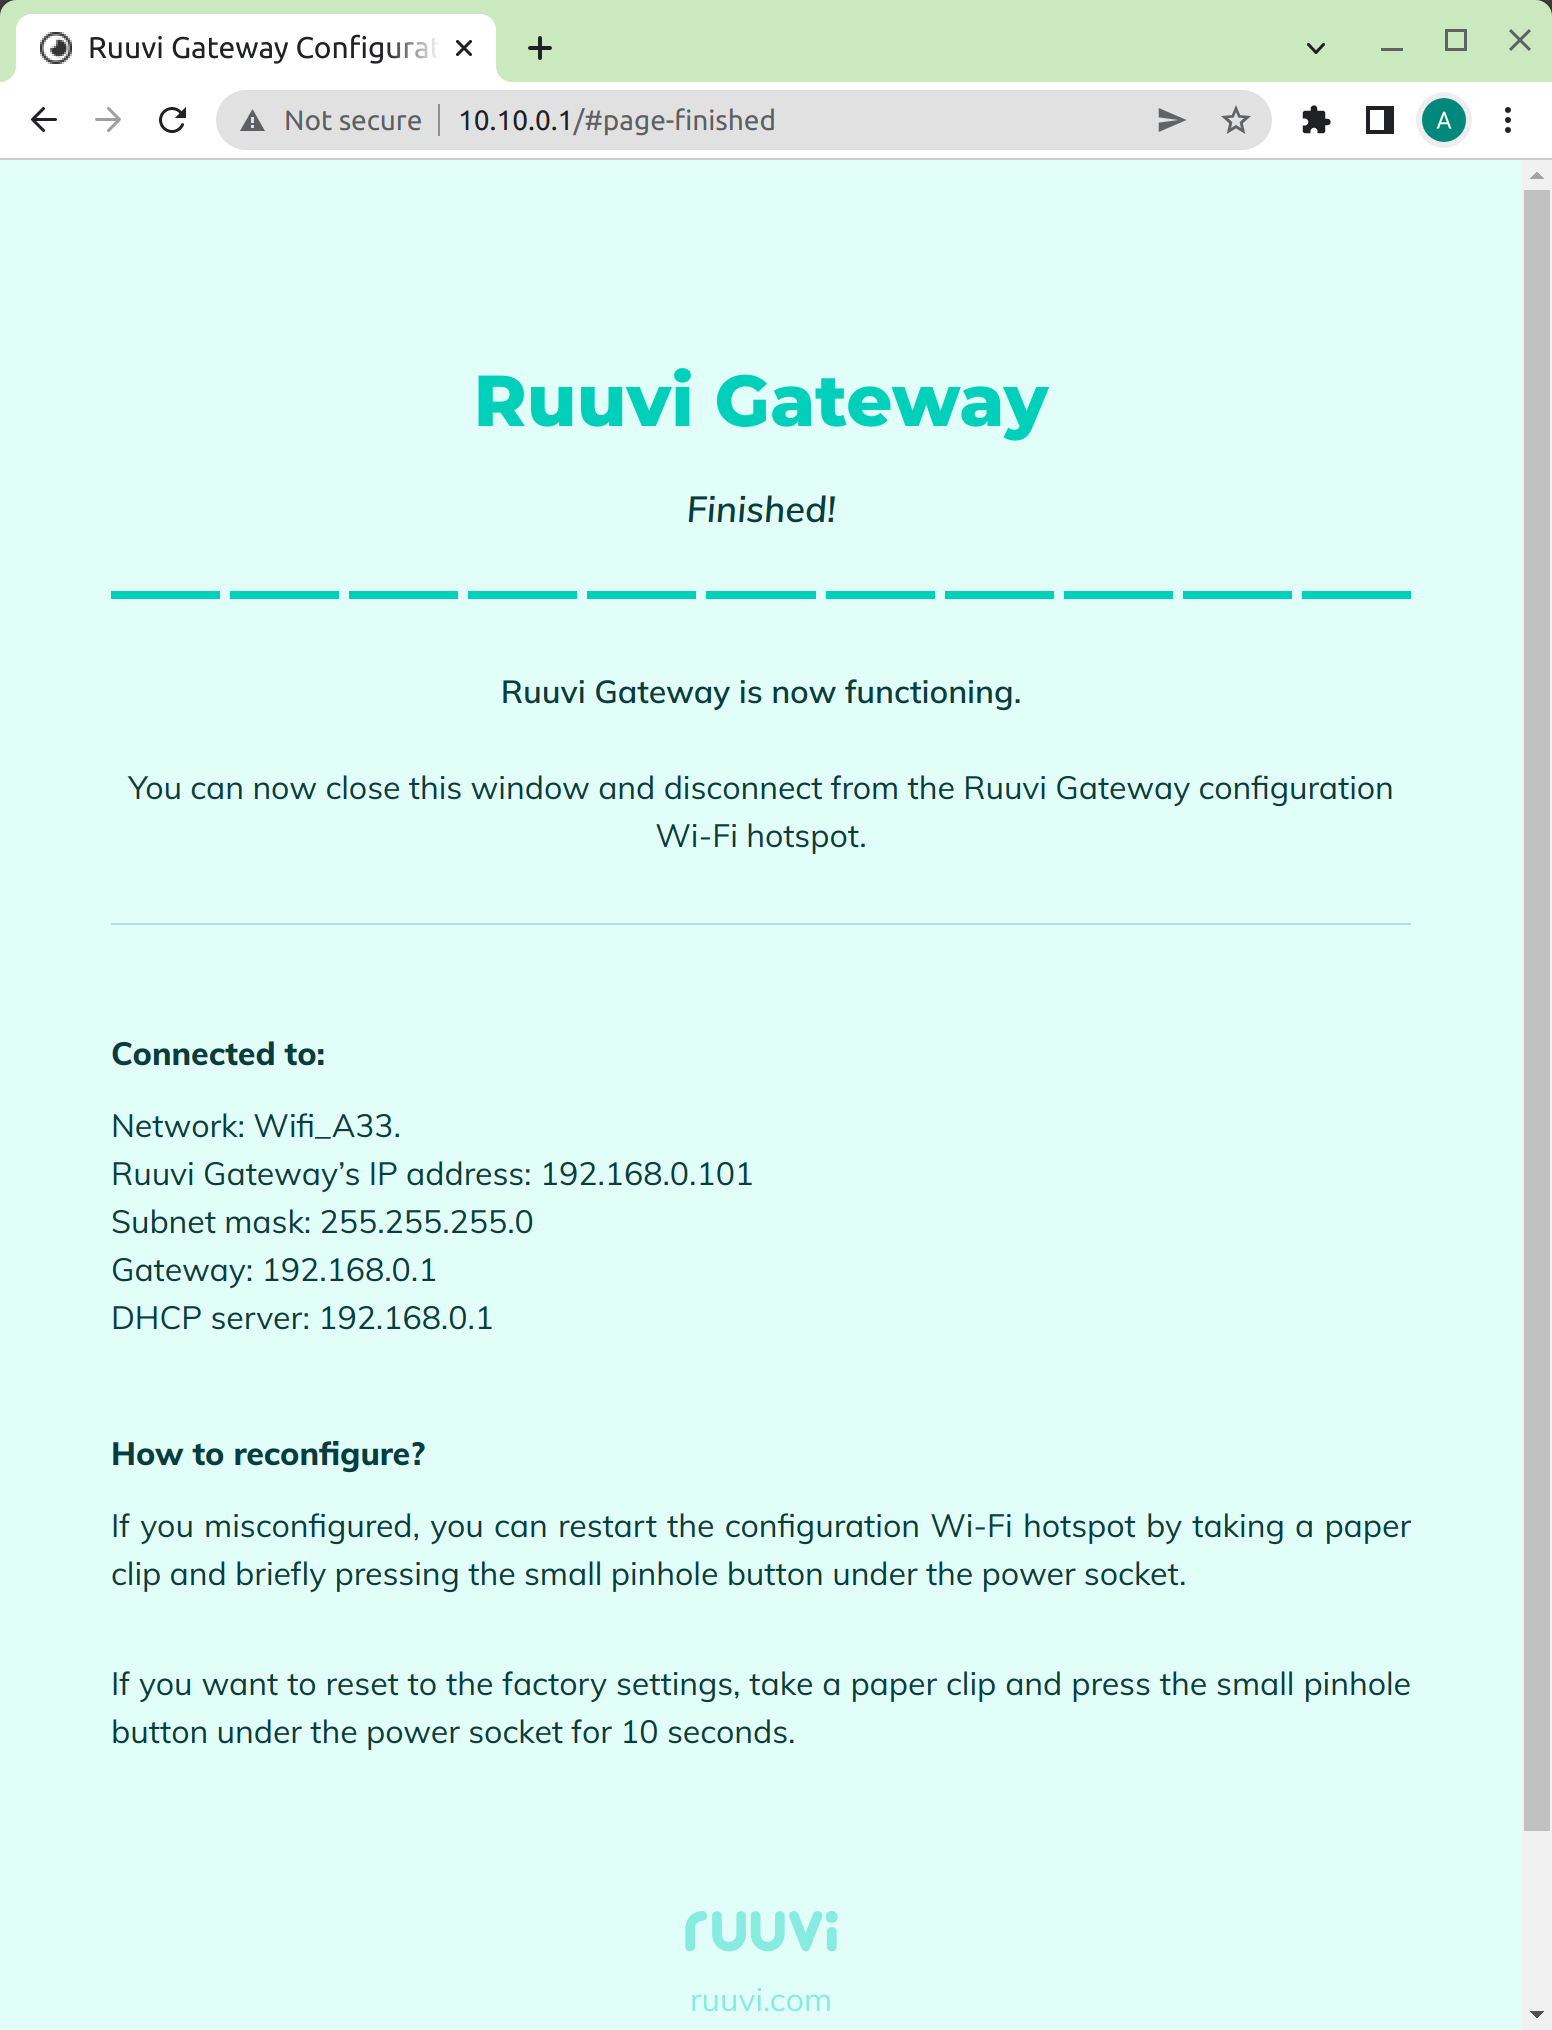 Ruuvi Gateway Configurat
Not secure
10.10.0.1/#page-finished
A
Ruuvi Gateway
Finished!
Ruuvi Gateway is now functioning.
You can now close this window and disconnect from the Ruuvi Gateway configuration
Wi-Fi hotspot.
Connected to:
Network: Wifi_A33.
Ruuvi Gateway’s IP address: 192.168.0.101
Subnet mask: 255.255.255.0
Gateway: 192.168.0.1
DHCP server: 192.168.0.1
How to reconfigure?
If you misconfigured, you can restart the configuration Wi-Fi hotspot by taking a paper
clip and briefly pressing the small pinhole button under the power socket.
If you want to reset to the factory settings, take a paper clip and press the small pinhole
button under the power socket for 10 seconds.
ruuvi
ruuvi.com